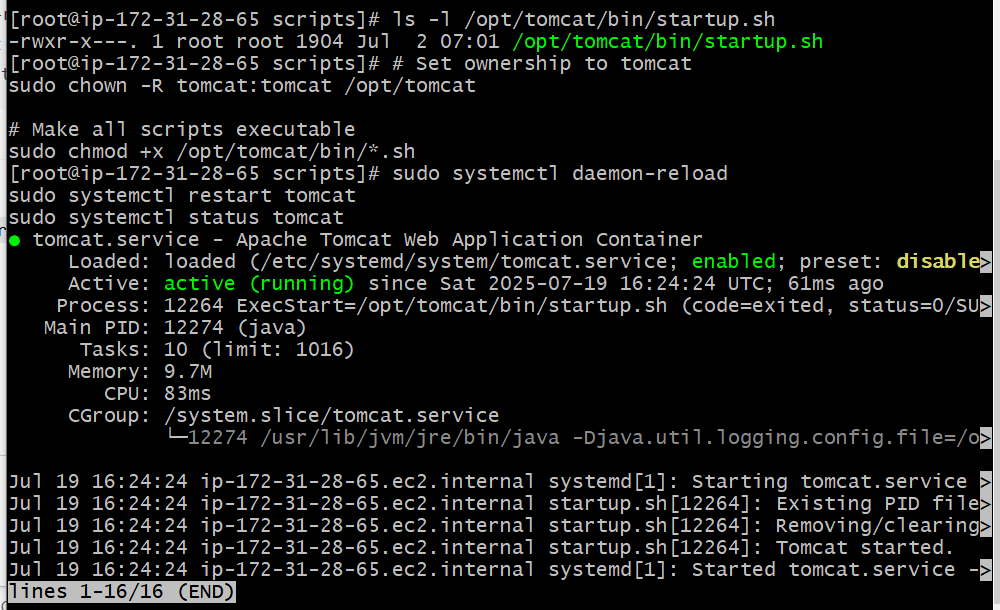 [root@ip-172-31-28-65 scripts]# ls -l /opt/tomcat/bin/startup.sh
-rwxr-x---. 1 root root 1904 Jul  2 07:01 /opt/tomcat/bin/startup.sh
[root@ip-172-31-28-65 scripts]# # Set ownership to tomcat
sudo chown -R tomcat:tomcat /opt/tomcat

# Make all scripts executable
sudo chmod +x /opt/tomcat/bin/*.sh
[root@ip-172-31-28-65 scripts]# sudo systemctl daemon-reload
sudo systemctl restart tomcat
sudo systemctl status tomcat
● tomcat.service - Apache Tomcat Web Application Container
     Loaded: loaded (/etc/systemd/system/tomcat.service; enabled; preset: disable>
     Active: active (running) since Sat 2025-07-19 16:24:24 UTC; 61ms ago
    Process: 12264 ExecStart=/opt/tomcat/bin/startup.sh (code=exited, status=0/SU>
   Main PID: 12274 (java)
      Tasks: 10 (limit: 1016)
     Memory: 9.7M
        CPU: 83ms
     CGroup: /system.slice/tomcat.service
             └─12274 /usr/lib/jvm/jre/bin/java -Djava.util.logging.config.file=/o>

Jul 19 16:24:24 ip-172-31-28-65.ec2.internal systemd[1]: Starting tomcat.service >
Jul 19 16:24:24 ip-172-31-28-65.ec2.internal startup.sh[12264]: Existing PID file>
Jul 19 16:24:24 ip-172-31-28-65.ec2.internal startup.sh[12264]: Removing/clearing>
Jul 19 16:24:24 ip-172-31-28-65.ec2.internal startup.sh[12264]: Tomcat started.
Jul 19 16:24:24 ip-172-31-28-65.ec2.internal systemd[1]: Started tomcat.service ->
lines 1-16/16 (END)